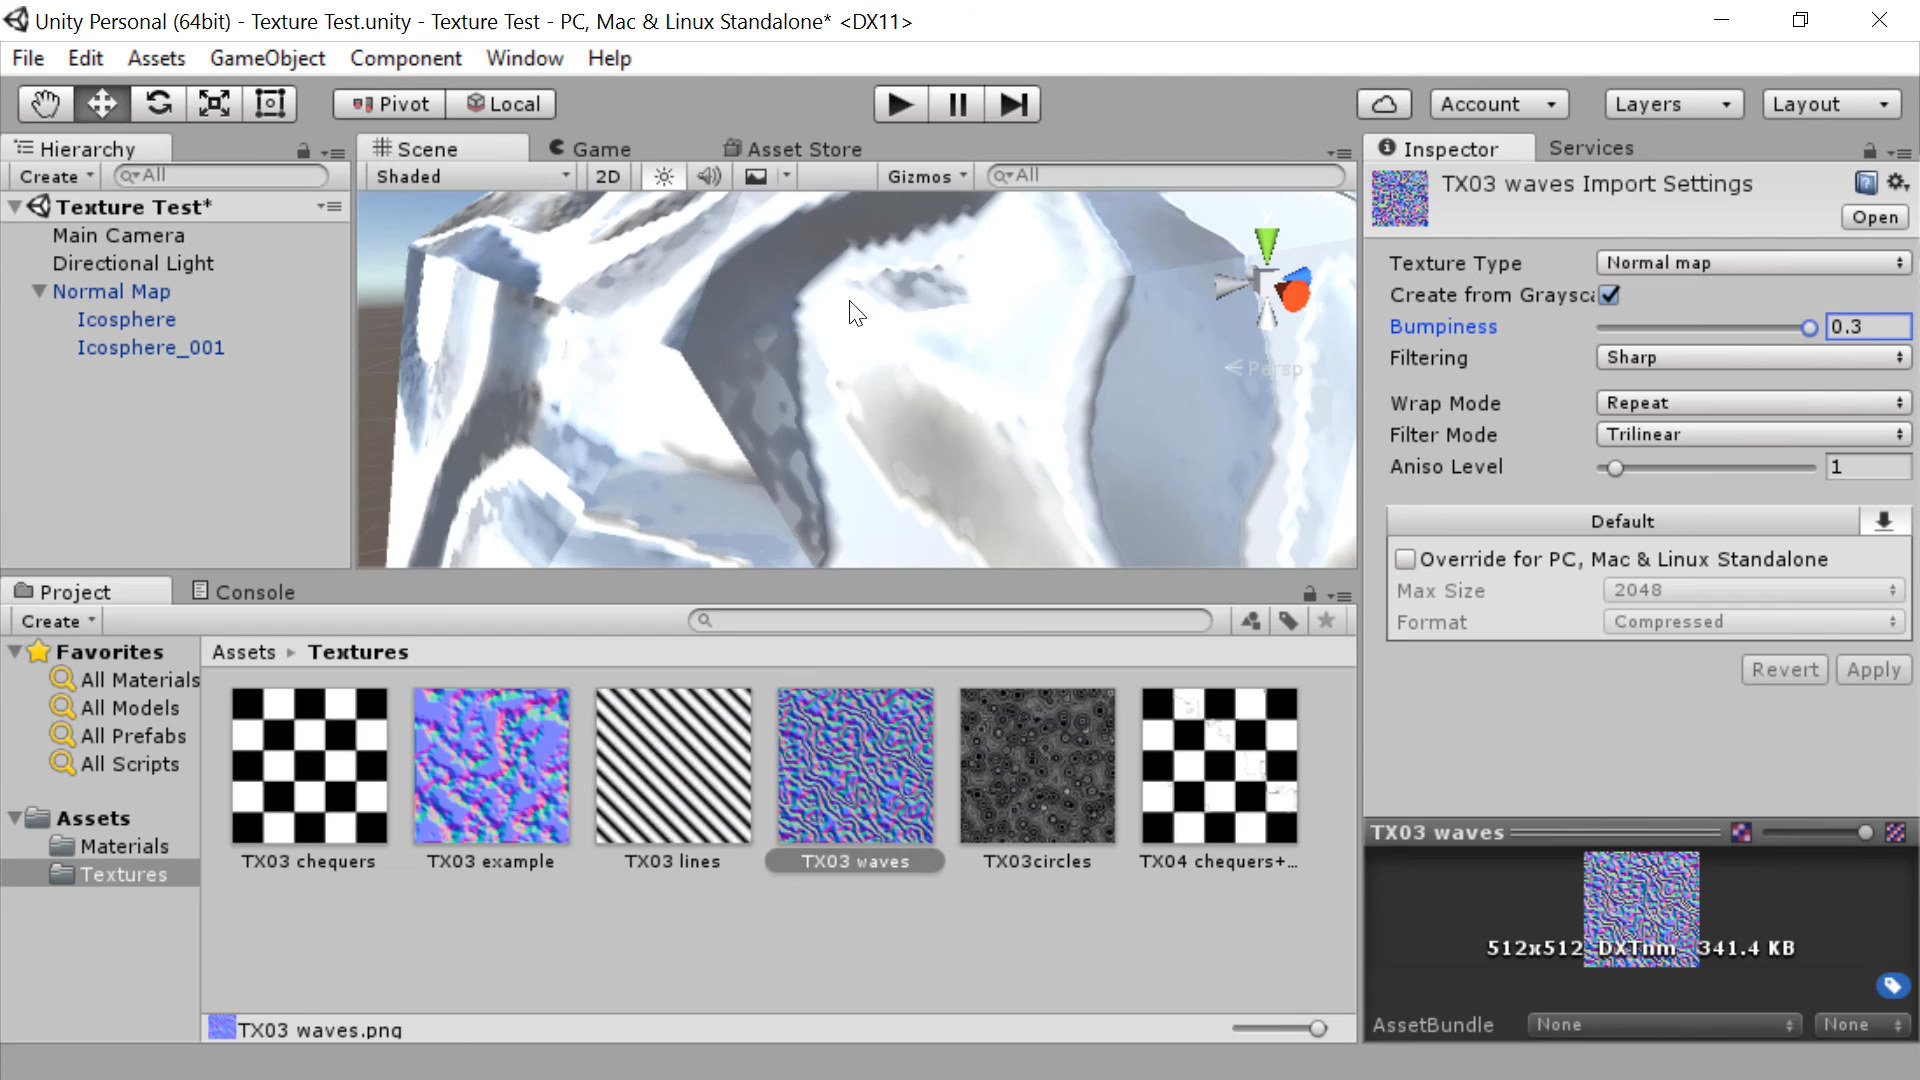 Unity Personal (64bit) - Texture Test.unity - Texture Test - PC, Mac & Linux Standalone* <DX11>
File Edit Assets GameObject Component Window Help
Pivot Local Account Layers Layout
Hierarchy
Create All
Texture Test*
Main Camera
Directional Light
Normal Map
Icosphere
Icosphere_001
Scene Game Asset Store
Shaded 2D Gizmos All
y
Persp
Inspector Services
TX03 waves Import Settings
Open
Texture Type Normal map
Create from Graysca
Bumpiness 0.3
Filtering Sharp
Wrap Mode Repeat
Filter Mode Trilinear
Aniso Level 1
Default
Override for PC, Mac & Linux Standalone
Max Size 2048
Format Compressed
Revert Apply
Project Console
Create
Favorites
All Materials
All Models
All Prefabs
All Scripts
Assets
Materials
Textures
Assets Textures
TX03 chequers TX03 example TX03 lines TX03 waves TX03circles TX04 chequers+...
TX03 waves.png
TX03 waves
512x512 DXTnm 341.4 KB
AssetBundle None None